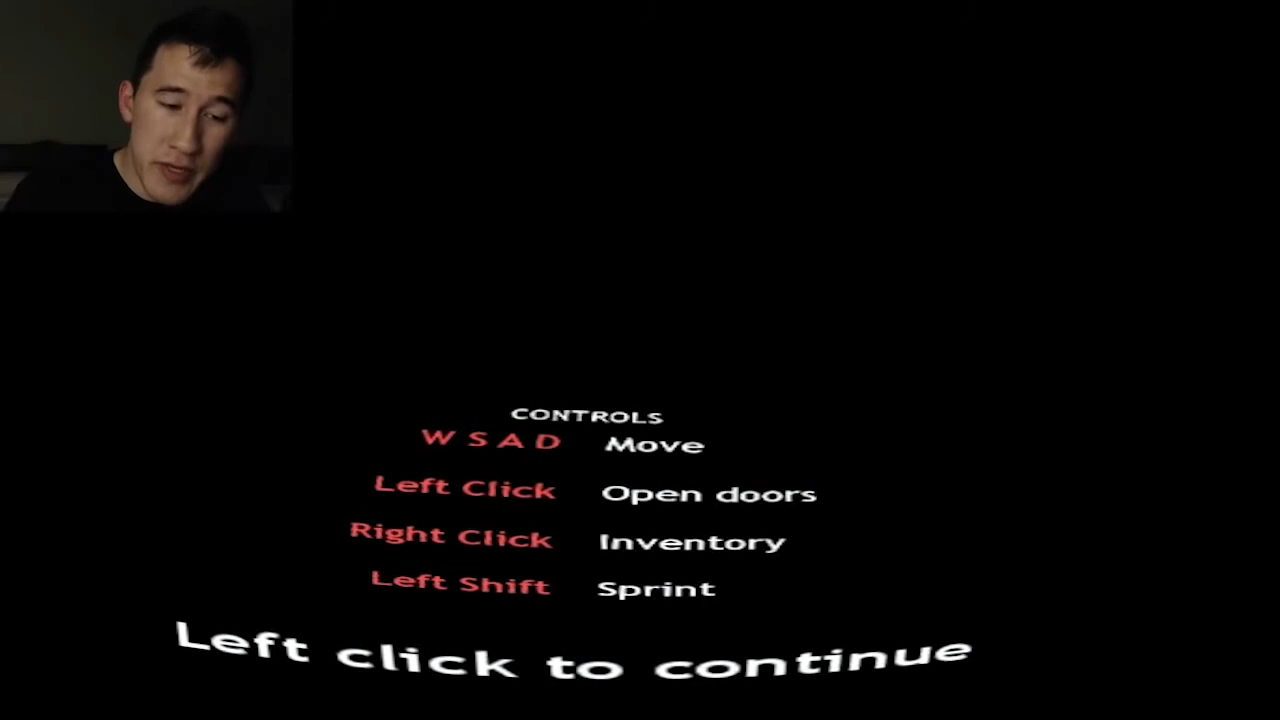 CONTROLS
W S A D Move
Left Click Open doors
Right Click Inventory
Left Shift Sprint
Left click to continue